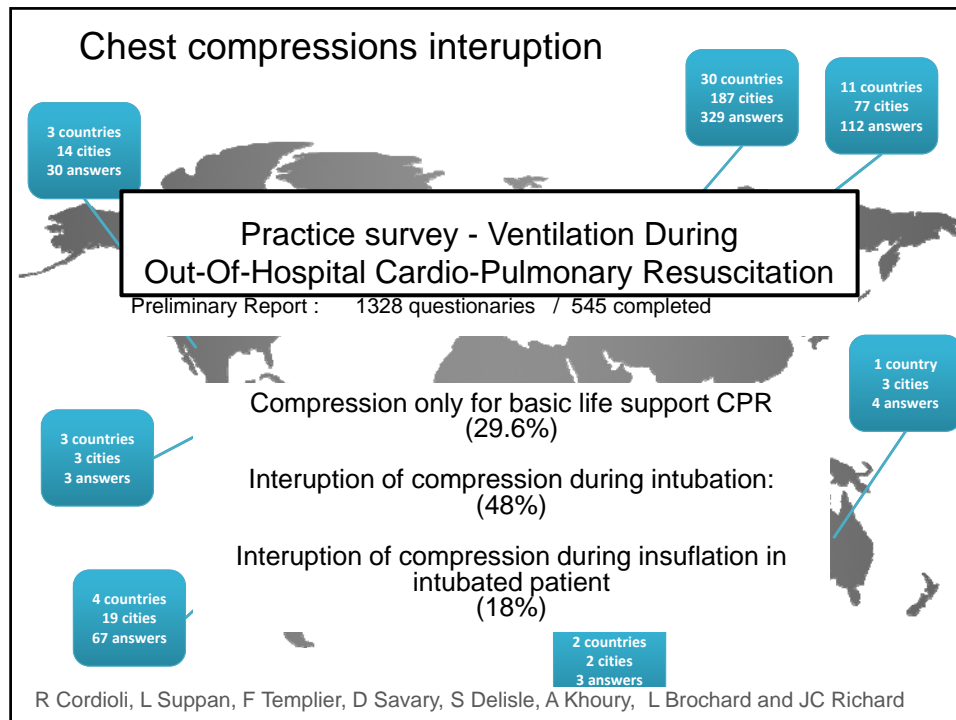 Chest compressions interuption
30 countries
187 cities
329 answers
11 countries
77 cities
112 answers
3 countries
14 cities
30 answers
Practice survey - Ventilation During
Out-Of-Hospital Cardio-Pulmonary Resuscitation
Preliminary Report : 1328 questionaries / 545 completed
1 country
3 cities
4 answers
Compression only for basic life support CPR
(29.6%)
3 countries
3 cities
3 answers
Interuption of compression during intubation:
(48%)
Interuption of compression during insuflation in
intubated patient
(18%)
4 countries
19 cities
67 answers
2 countries
2 cities
3 answers
R Cordioli, L Suppan, F Templier, D Savary, S Delisle, A Khoury, L Brochard and JC Richard